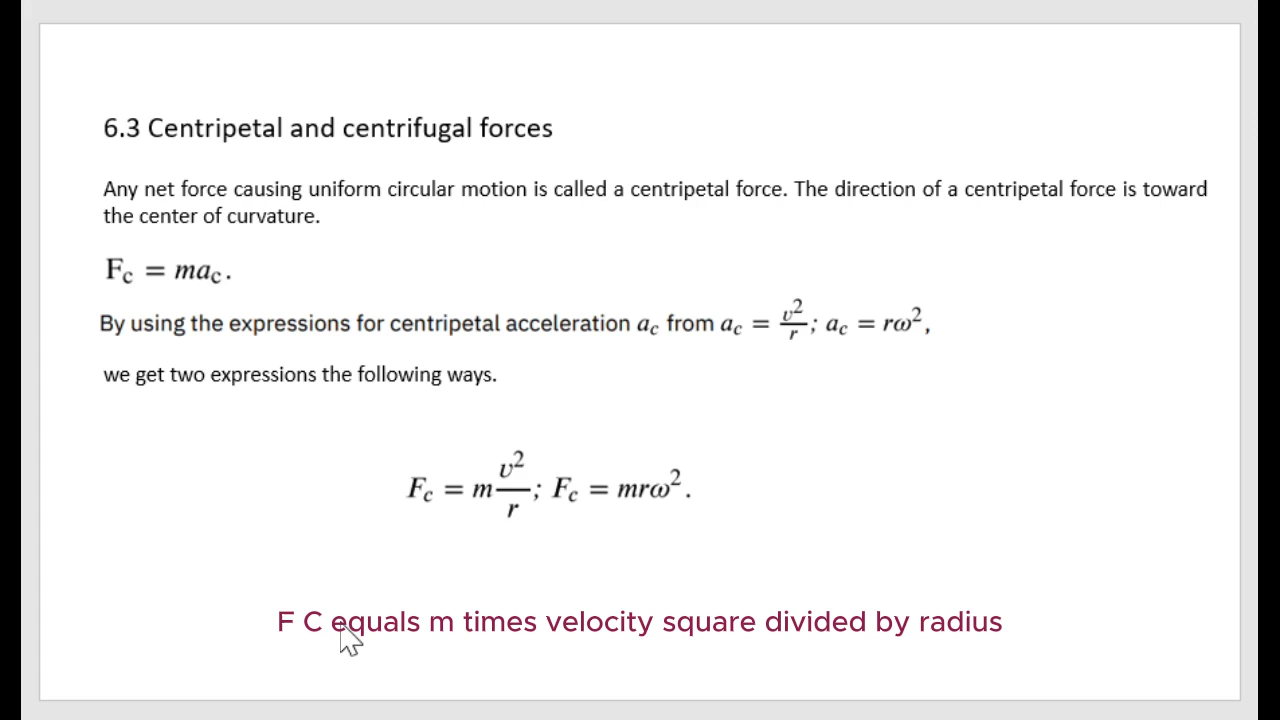 6.3 Centripetal and centrifugal forces
Any net force causing uniform circular motion is called a centripetal force. The direction of a centripetal force is toward
the center of curvature.
F_c = ma_c.
By using the expressions for centripetal acceleration a_c from a_c = v²/r; a_c = rω²,
we get two expressions the following ways.
F_c = m v²/r; F_c = mrω².
F C equals m times velocity square divided by radius